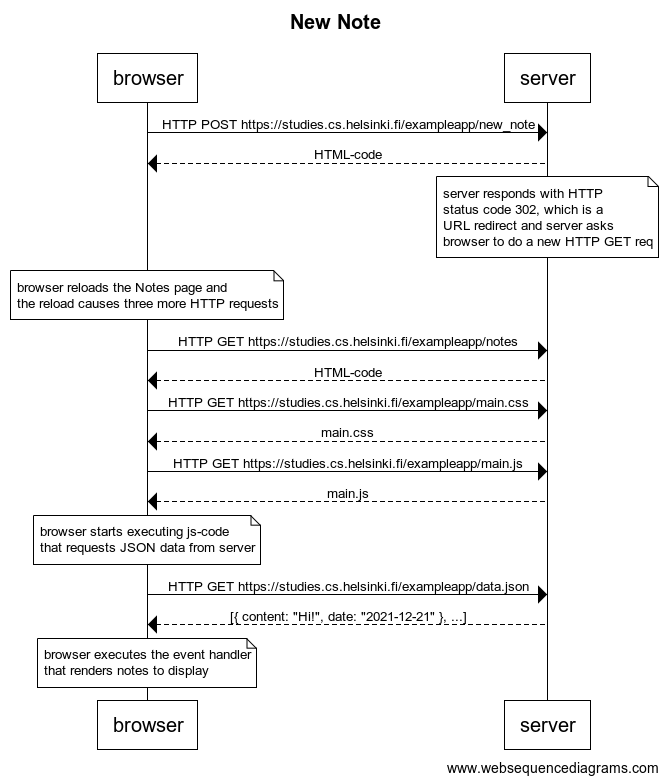 New Note
browser
server
HTTP POST https://studies.cs.helsinki.fi/exampleapp/new_note
HTML-code
server responds with HTTP
status code 302, which is a
URL redirect and server asks
browser to do a new HTTP GET req
browser reloads the Notes page and
the reload causes three more HTTP requests
HTTP GET https://studies.cs.helsinki.fi/exampleapp/notes
HTML-code
HTTP GET https://studies.cs.helsinki.fi/exampleapp/main.css
main.css
HTTP GET https://studies.cs.helsinki.fi/exampleapp/main.js
main.js
browser starts executing js-code
that requests JSON data from server
HTTP GET https://studies.cs.helsinki.fi/exampleapp/data.json
[{ content: "Hi!", date: "2021-12-21" }, ...]
browser executes the event handler
that renders notes to display
browser
server
www.websequencediagrams.com